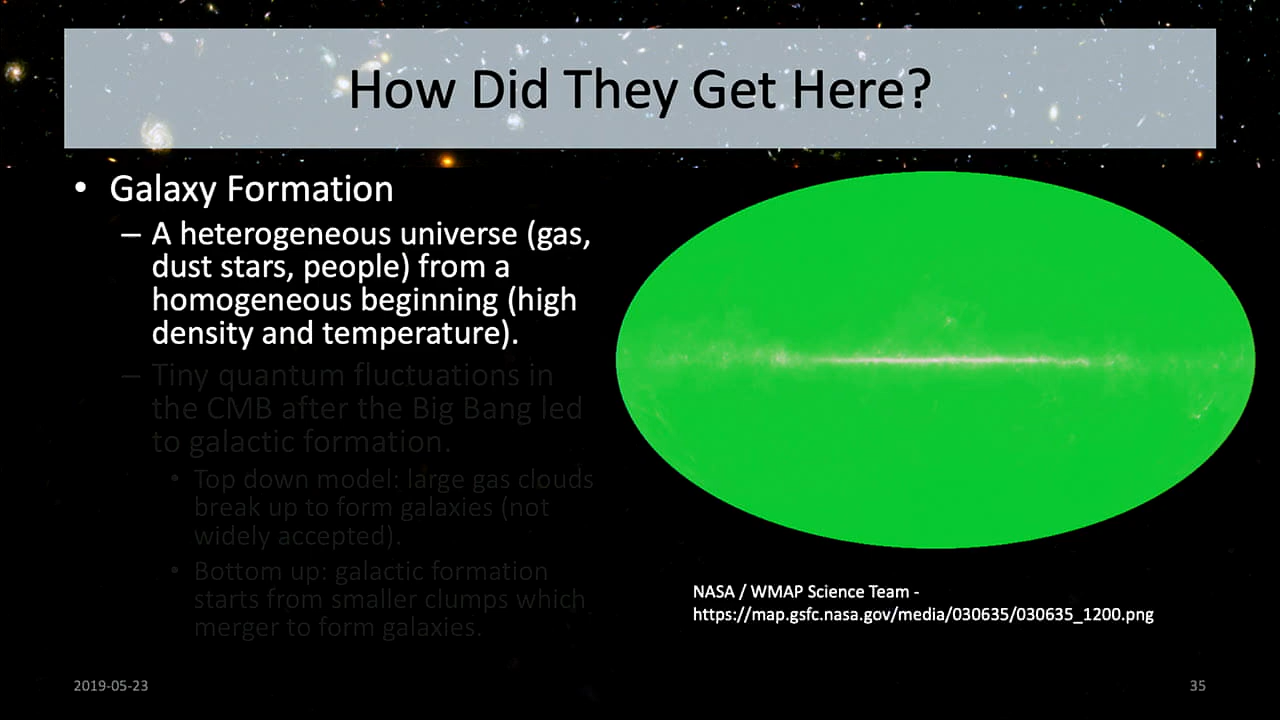 How Did They Get Here?
• Galaxy Formation
– A heterogeneous universe (gas,
dust stars, people) from a
homogeneous beginning (high
density and temperature).
– Tiny quantum fluctuations in
the CMB after the Big Bang led
to galactic formation.
• Top down model: large gas clouds
break up to form galaxies (not
widely accepted).
• Bottom up: galactic formation
starts from smaller clumps which
merger to form galaxies.
NASA / WMAP Science Team -
https://map.gsfc.nasa.gov/media/030635/030635_1200.png
2019-05-23
35